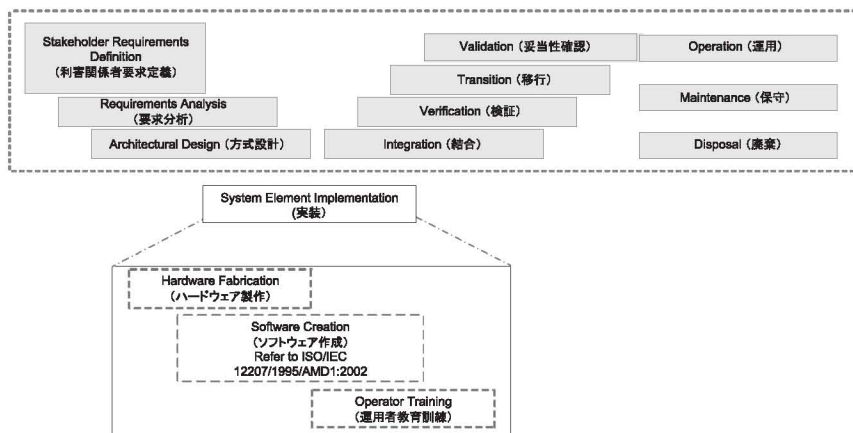 Stakeholder Requirements
Definition
（利害関係者要求定義）
Requirements Analysis
（要求分析）
Architectural Design（方式設計）
Validation（妥当性確認）
Transition（移行）
Verification（検証）
Integration（結合）
Operation（運用）
Maintenance（保守）
Disposal（廃棄）
System Element Implementation
（実装）
Hardware Fabrication
（ハードウェア製作）
Software Creation
（ソフトウェア作成）
Refer to ISO/IEC
12207/1995/AMD1:2002
Operator Training
（運用者教育訓練）